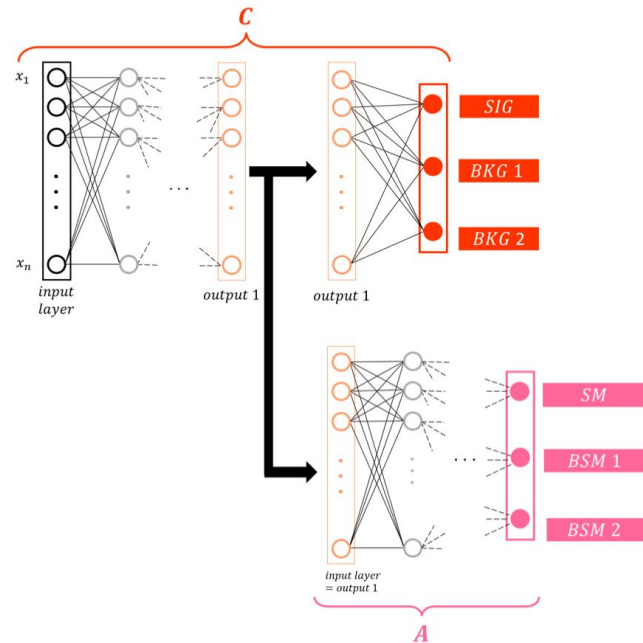 C
x₁
SIG
BKG 1
...
BKG 2
xₙ
input
layer
output 1
output 1
SM
...
BSM 1
BSM 2
input layer
= output 1
A